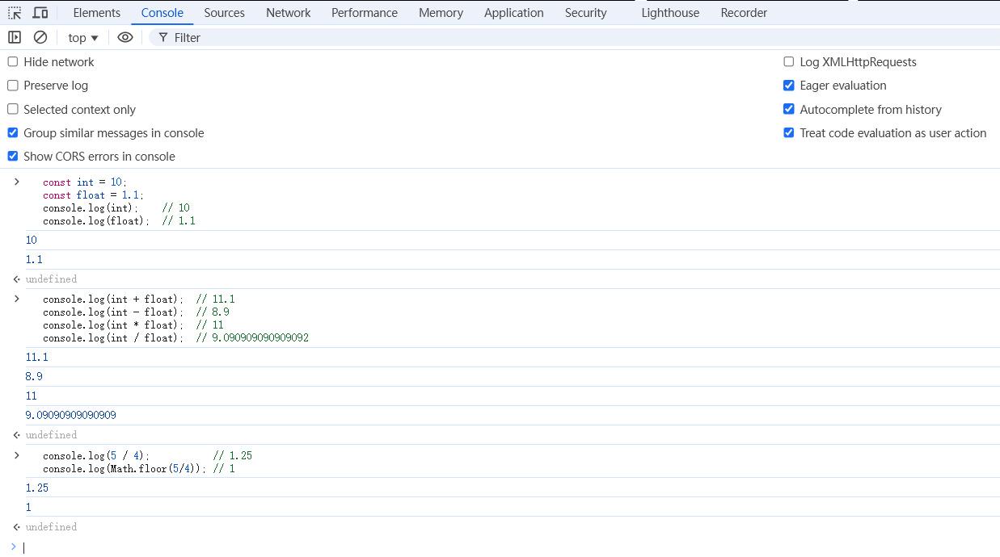 Elements Console Sources Network Performance Memory Application Security Lighthouse Recorder
top Filter
Hide network Log XMLHttpRequests
Preserve log Eager evaluation
Selected context only Autocomplete from history
Group similar messages in console Treat code evaluation as user action
Show CORS errors in console
const int = 10;
const float = 1.1;
console.log(int); // 10
console.log(float); // 1.1
10
1.1
undefined
console.log(int + float); // 11.1
console.log(int - float); // 8.9
console.log(int * float); // 11
console.log(int / float); // 9.090909090909092
11.1
8.9
11
9.09090909090909
undefined
console.log(5 / 4); // 1.25
console.log(Math.floor(5/4)); // 1
1.25
1
undefined